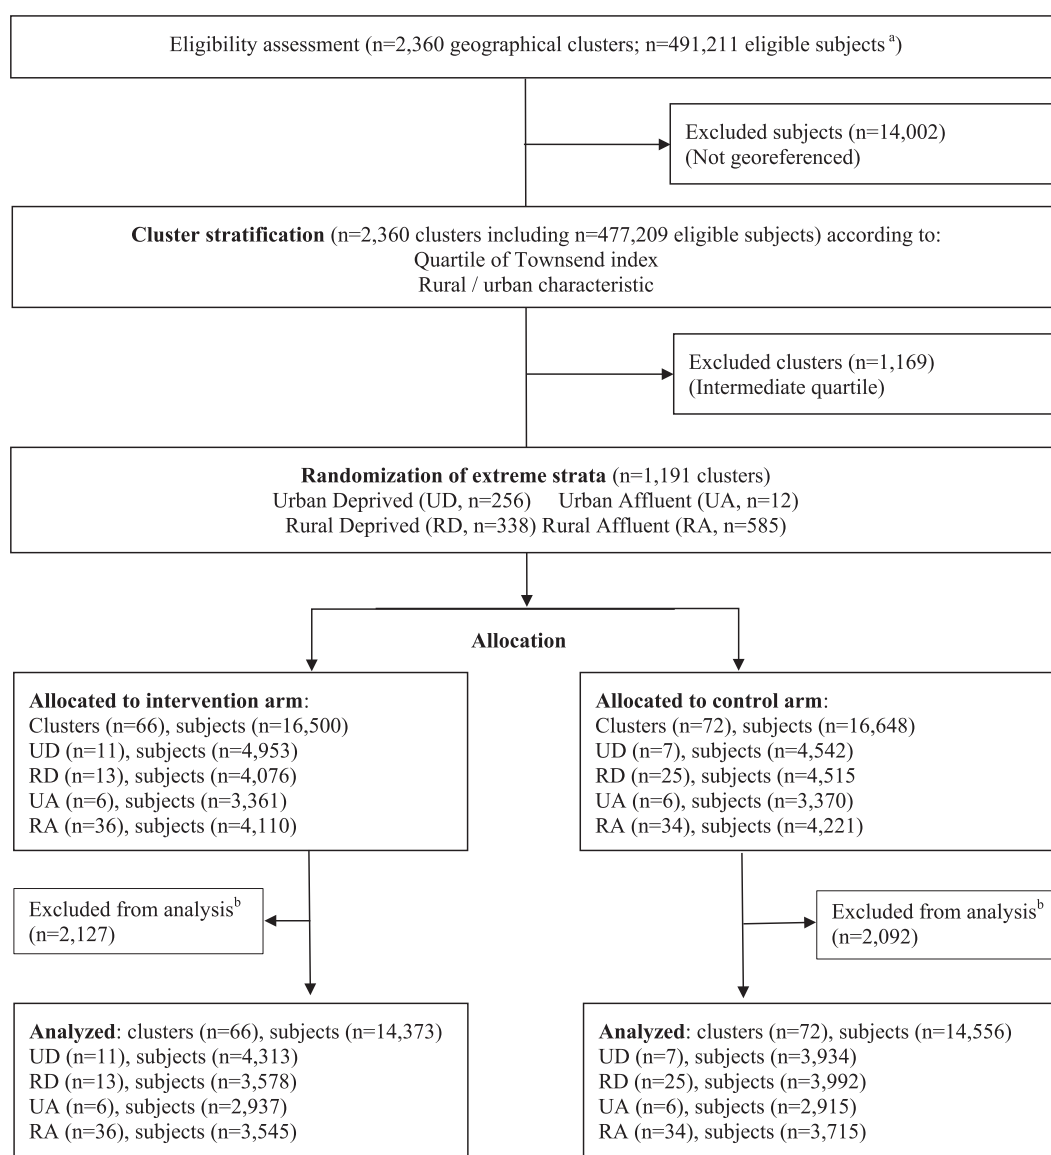 Eligibility assessment (n=2,360 geographical clusters; n=491,211 eligible subjects a)
Excluded subjects (n=14,002)
(Not georeferenced)
Cluster stratification (n=2,360 clusters including n=477,209 eligible subjects) according to:
Quartile of Townsend index
Rural / urban characteristic
Excluded clusters (n=1,169)
(Intermediate quartile)
Randomization of extreme strata (n=1,191 clusters)
Urban Deprived (UD, n=256) Urban Affluent (UA, n=12)
Rural Deprived (RD, n=338) Rural Affluent (RA, n=585)
Allocation
Allocated to intervention arm:
Clusters (n=66), subjects (n=16,500)
UD (n=11), subjects (n=4,953)
RD (n=13), subjects (n=4,076)
UA (n=6), subjects (n=3,361)
RA (n=36), subjects (n=4,110)
Allocated to control arm:
Clusters (n=72), subjects (n=16,648)
UD (n=7), subjects (n=4,542)
RD (n=25), subjects (n=4,515
UA (n=6), subjects (n=3,370)
RA (n=34), subjects (n=4,221)
Excluded from analysis b
(n=2,127)
Excluded from analysis b
(n=2,092)
Analyzed: clusters (n=66), subjects (n=14,373)
UD (n=11), subjects (n=4,313)
RD (n=13), subjects (n=3,578)
UA (n=6), subjects (n=2,937)
RA (n=36), subjects (n=3,545)
Analyzed: clusters (n=72), subjects (n=14,556)
UD (n=7), subjects (n=3,934)
RD (n=25), subjects (n=3,992)
UA (n=6), subjects (n=2,915)
RA (n=34), subjects (n=3,715)